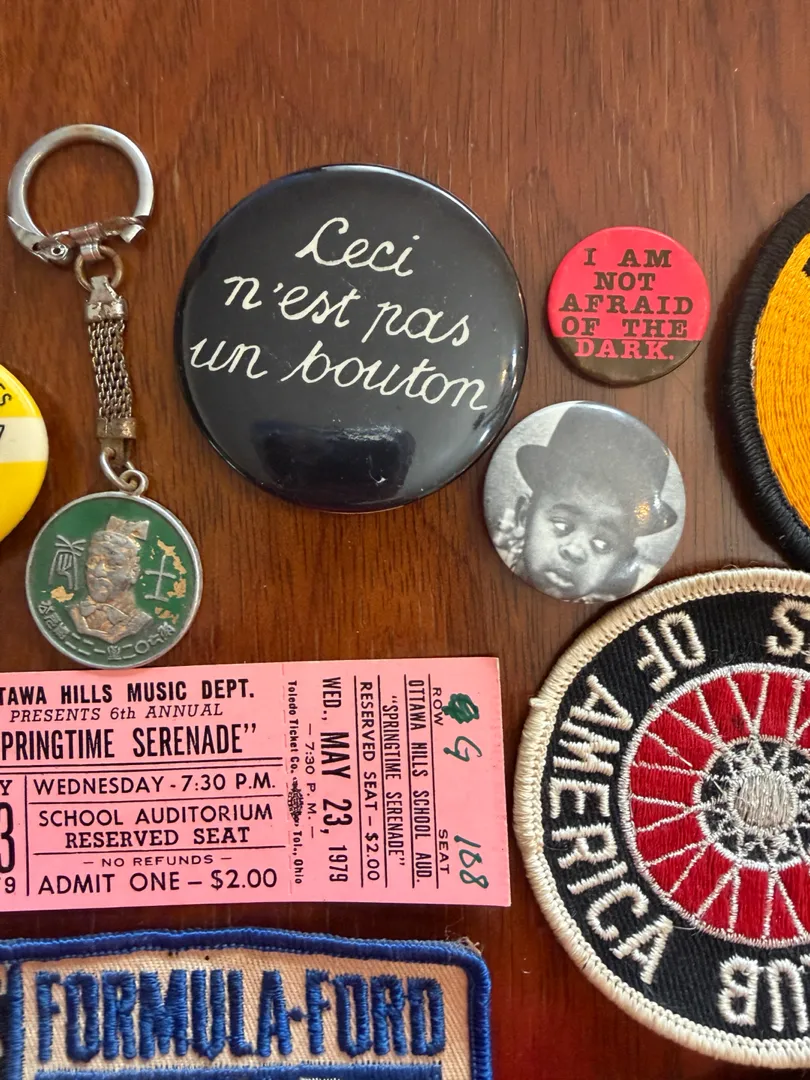 Ceci
n'est pas
un bouton
I AM
NOT
AFRAID
OF THE
DARK.
TAWA HILLS MUSIC DEPT.
PRESENTS 6th ANNUAL
PRINGTIME SERENADE"
WEDNESDAY - 7:30 P.M.
SCHOOL AUDITORIUM
RESERVED SEAT
— NO REFUNDS —
ADMIT ONE — $2.00
Toledo Ticket Co. Tol., Ohio
WED., MAY 23, 1979
— 7:30 P. M. —
RESERVED SEAT — $2.00
"SPRINGTIME SERENADE"
OTTAWA HILLS SCHOOL AUD.
ROW SEAT
G 188
OF AMERICA
FORMULA-FORD